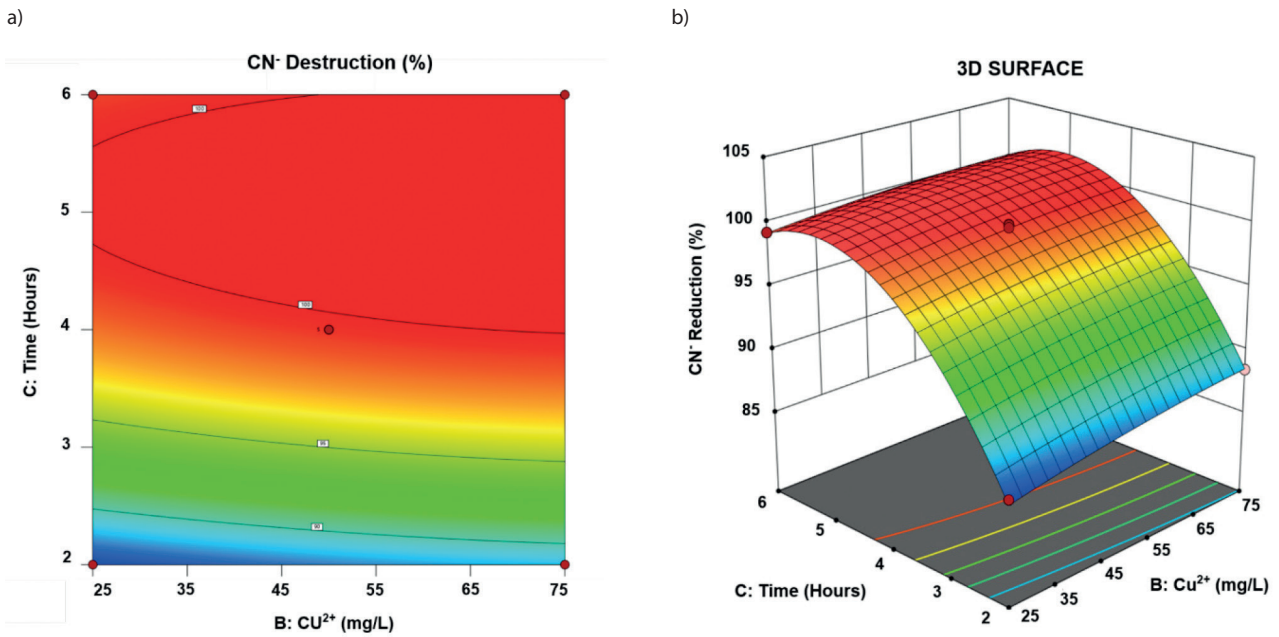 a)
CN⁻ Destruction (%)
6
5
4
3
2
100
100
95
90
25 35 45 55 65 75
C: Time (Hours)
B: CU²⁺ (mg/L)
b)
3D SURFACE
105
100
95
90
85
CN⁻ Reduction (%)
6
5
4
3
2
C: Time (Hours)
25
35
45
55
65
75
B: Cu²⁺ (mg/L)